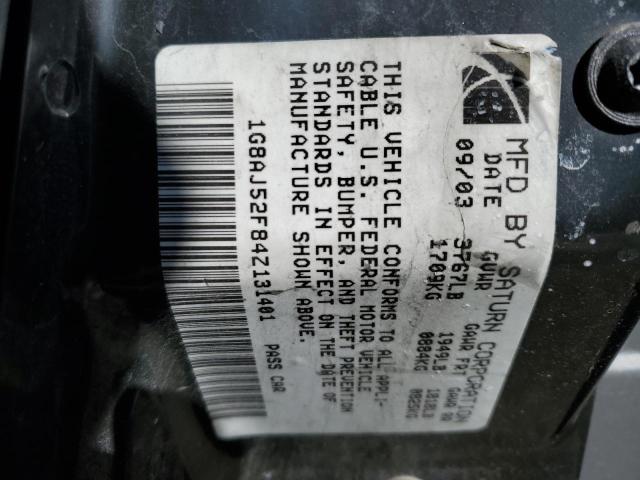 MFD BY SATURN CORPORATION
DATE GVWR GAWR FRT GAWR RR
09/03 3767LB 1949LB 1818LB
1709KG 0884KG 0825KG
THIS VEHICLE CONFORMS TO ALL APPLI-
CABLE U.S. FEDERAL MOTOR VEHICLE
SAFETY, BUMPER, AND THEFT PREVENTION
STANDARDS IN EFFECT ON THE DATE OF
MANUFACTURE SHOWN ABOVE.
1G8AJ52F84Z131401 PASS CAR